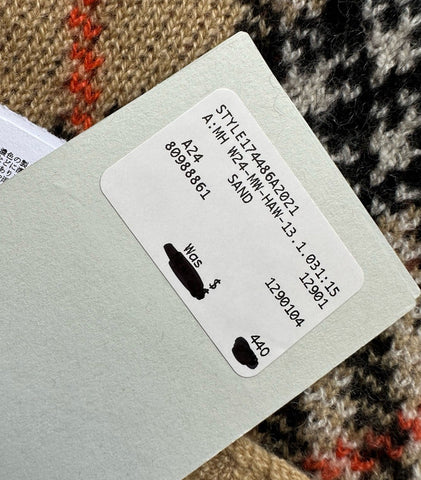 STYLE174486A2021
A:MH W24-MW-HAW-13.1.031:15
SAND 12901
A24
80988861 1290104
Was
$
440